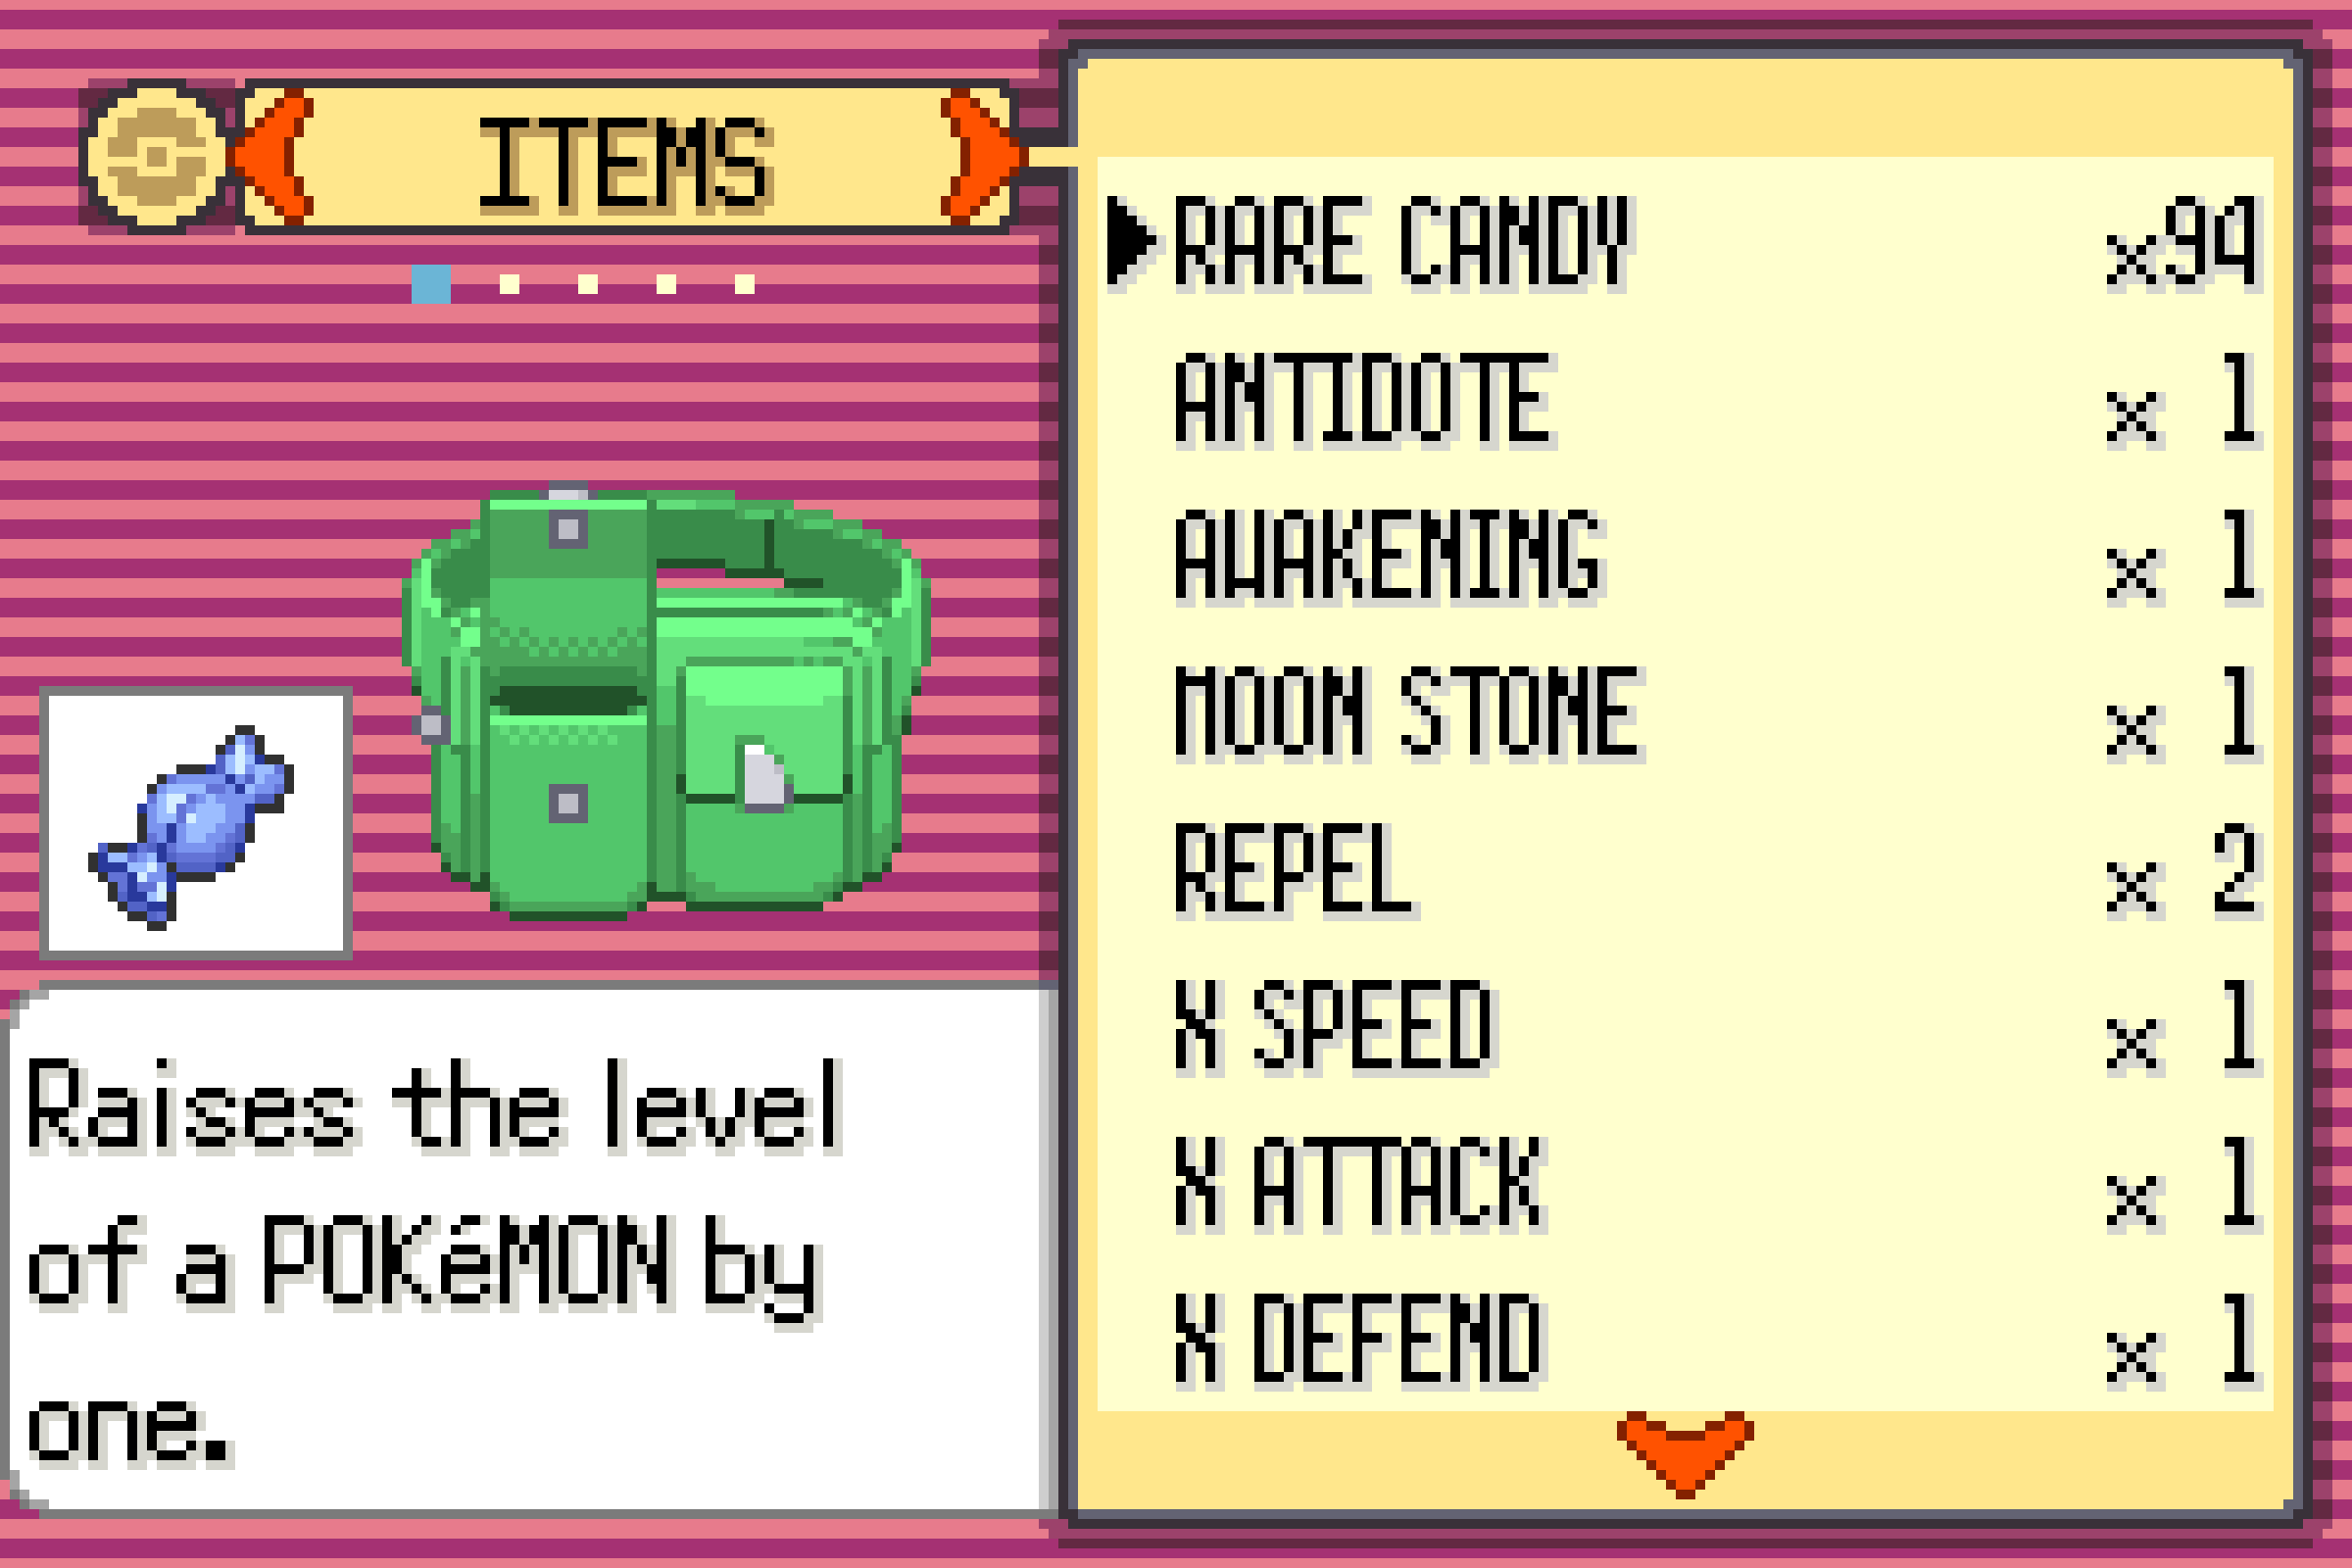 ITEMS
RARE CANDY ×94
ANTIDOTE × 1
AWAKENING × 1
MOON STONE × 1
REPEL × 2
X SPEED × 1
X ATTACK × 1
X DEFEND × 1
Raises the level
of a POKéMON by
one.